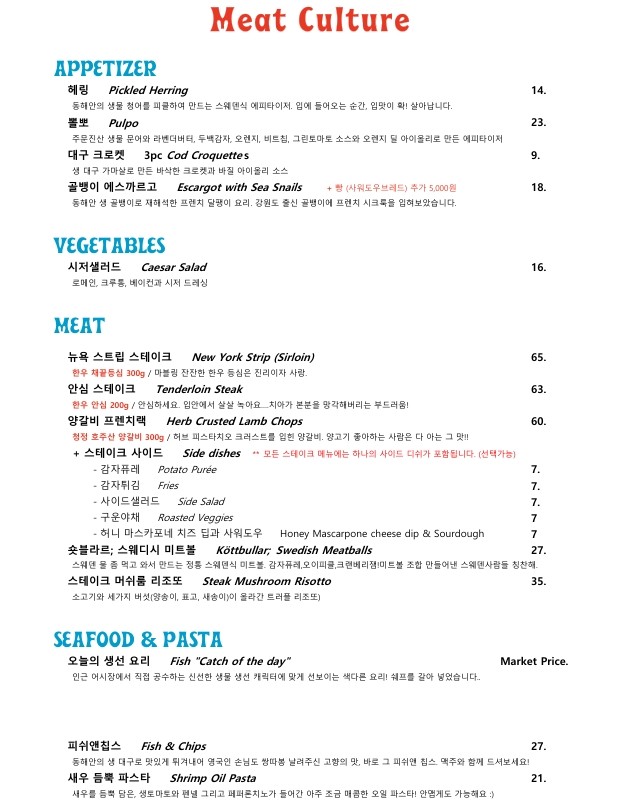 Meat Culture
APPETIZER
헤링 Pickled Herring 14.
동해안의 생물 청어를 피클하여 만드는 스웨덴식 에피타이저. 입에 들어오는 순간, 입맛이 확! 살아납니다.
뽈뽀 Pulpo 23.
주문진산 생물 문어와 라벤더버터, 두백감자, 오렌지, 비트칩, 그린토마토 소스와 오렌지 딜 아이올리로 만든 에피타이저
대구 크로켓 3pc Cod Croquettes 9.
생 대구 가마살로 만든 바삭한 크로켓과 바질 아이올리 소스
골뱅이 에스까르고 Escargot with Sea Snails + 빵 (사워도우브레드) 추가 5,000원 18.
동해안 생 골뱅이로 재해석한 프렌치 달팽이 요리. 강원도 출신 골뱅이에 프렌치 시크룩을 입혀보았습니다.
VEGETABLES
시저샐러드 Caesar Salad 16.
로메인, 크루통, 베이컨과 시저 드레싱
MEAT
뉴욕 스트립 스테이크 New York Strip (Sirloin) 65.
한우 채끝등심 300g / 마블링 잔잔한 한우 등심은 진리이자 사랑.
안심 스테이크 Tenderloin Steak 63.
한우 안심 200g / 안심하세요. 입안에서 살살 녹아요....치아가 본분을 망각해버리는 부드러움!
양갈비 프렌치랙 Herb Crusted Lamb Chops 60.
청정 호주산 양갈비 300g / 허브 피스타치오 크러스트를 입힌 양갈비. 양고기 좋아하는 사람은 다 아는 그 맛!!
+ 스테이크 사이드 Side dishes ** 모든 스테이크 메뉴에는 하나의 사이드 디쉬가 포함됩니다. (선택가능)
- 감자퓨레 Potato Purée 7.
- 감자튀김 Fries 7.
- 사이드샐러드 Side Salad 7.
- 구운야채 Roasted Veggies 7
- 허니 마스카포네 치즈 딥과 사워도우 Honey Mascarpone cheese dip & Sourdough 7
숏블라르; 스웨디시 미트볼 Köttbullar; Swedish Meatballs 27.
스웨덴 물 좀 먹고 와서 만드는 정통 스웨덴식 미트볼. 감자퓨레,오이피클,크랜베리잼!미트볼 조합 만들어낸 스웨덴사람들 칭찬해.
스테이크 머쉬룸 리조또 Steak Mushroom Risotto 35.
소고기와 세가지 버섯(양송이, 표고, 새송이)이 올라간 트러플 리조또)
SEAFOOD & PASTA
오늘의 생선 요리 Fish "Catch of the day" Market Price.
인근 어시장에서 직접 공수하는 신선한 생물 생선 캐릭터에 맞게 선보이는 색다른 요리! 쉐프를 갈아 넣었습니다..
피쉬앤칩스 Fish & Chips 27.
동해안의 생 대구로 맛있게 튀겨내어 영국인 손님도 쌍따봉 날려주신 고향의 맛, 바로 그 피쉬앤 칩스. 맥주와 함께 드셔보세요!
새우 듬뿍 파스타 Shrimp Oil Pasta 21.
새우를 듬뿍 담은, 생토마토와 펜넬 그리고 페퍼론치노가 들어간 아주 조금 매콤한 오일 파스타! 안맵게도 가능해요 :)